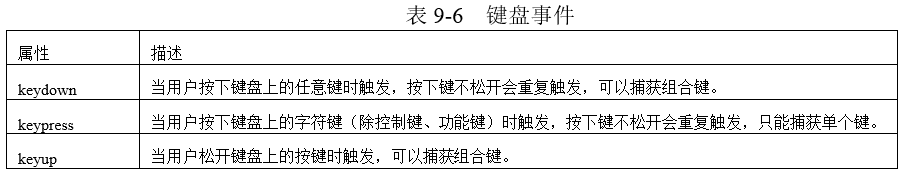 表 9-6 键盘事件
属性 描述
keydown 当用户按下键盘上的任意键时触发，按下键不松开会重复触发，可以捕获组合键。
keypress 当用户按下键盘上的字符键（除控制键、功能键）时触发，按下键不松开会重复触发，只能捕获单个键。
keyup 当用户松开键盘上的按键时触发，可以捕获组合键。